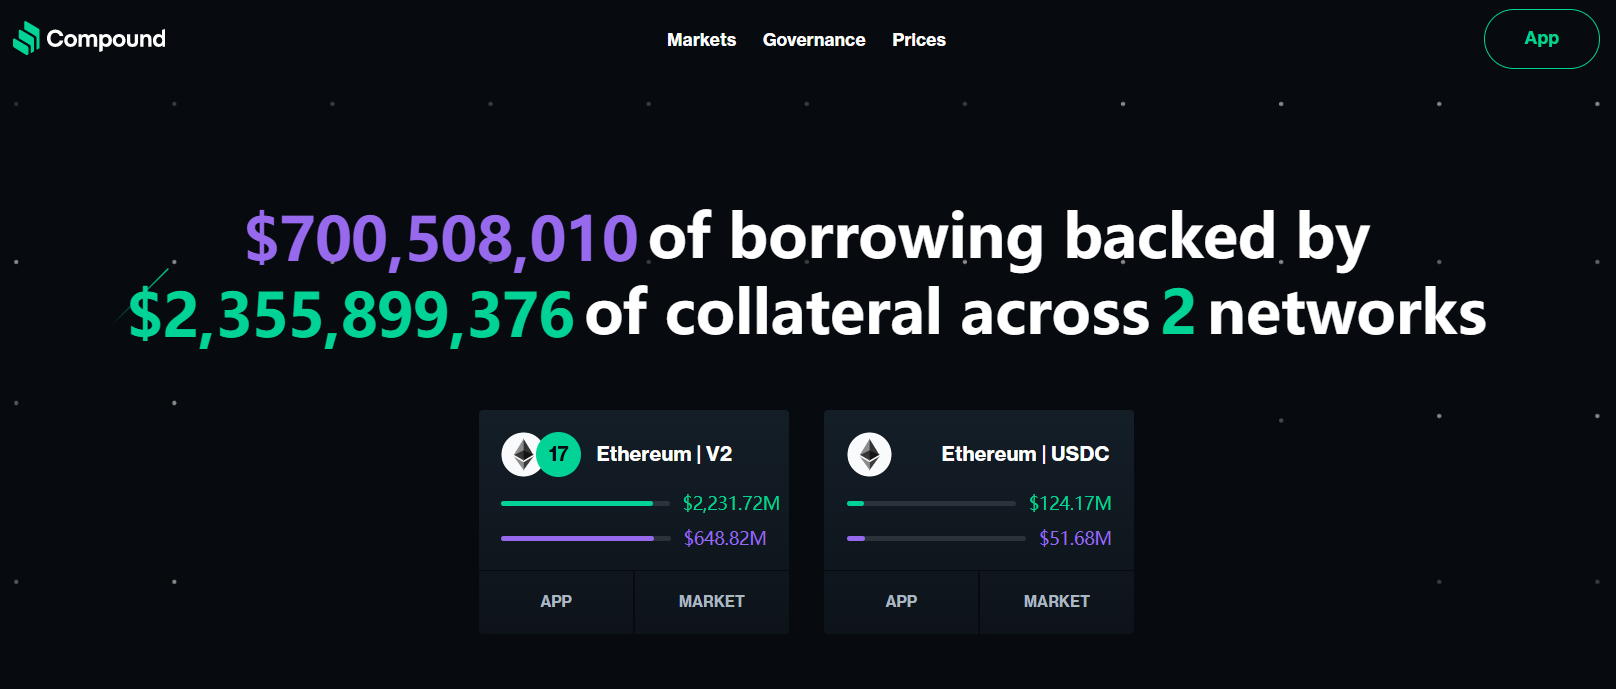 Compound
Markets Governance Prices
App
$700,508,010 of borrowing backed by
$2,355,899,376 of collateral across 2 networks
17 Ethereum | V2
$2,231.72M
$648.82M
APP MARKET
Ethereum | USDC
$124.17M
$51.68M
APP MARKET